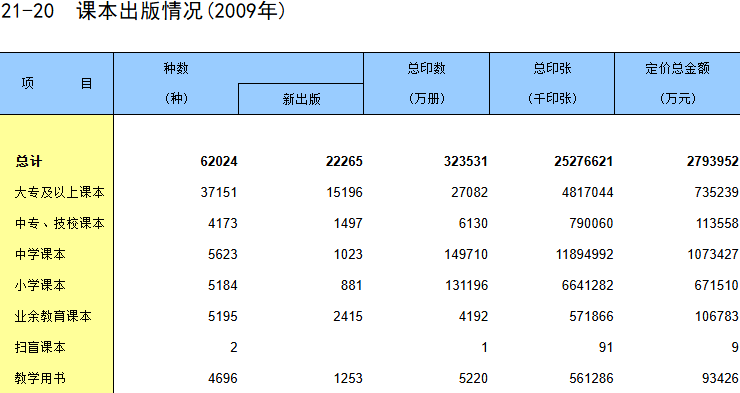 21-20 课本出版情况(2009年)
项 目 种数 (种) 新出版 总印数 (万册) 总印张 (千印张) 定价总金额 (万元)
总计 62024 22265 323531 25276621 2793952
大专及以上课本 37151 15196 27082 4817044 735239
中专、技校课本 4173 1497 6130 790060 113558
中学课本 5623 1023 149710 11894992 1073427
小学课本 5184 881 131196 6641282 671510
业余教育课本 5195 2415 4192 571866 106783
扫盲课本 2 1 91 9
教学用书 4696 1253 5220 561286 93426